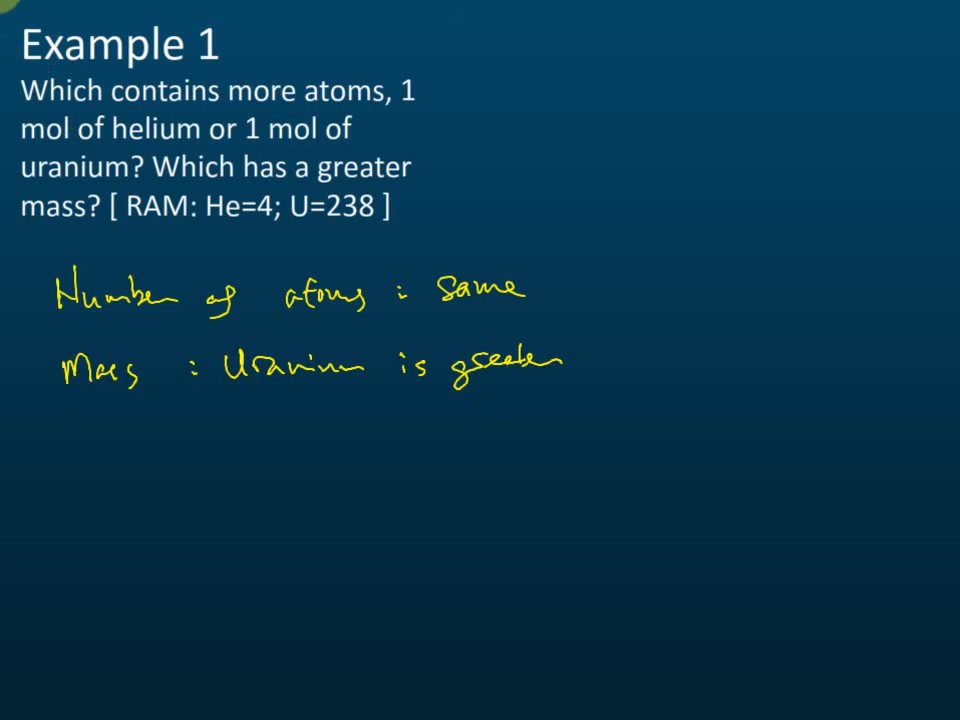 Example 1
Which contains more atoms, 1
mol of helium or 1 mol of
uranium? Which has a greater
mass? [ RAM: He=4; U=238 ]
Number of atoms : same
Mass : Uranium is greater